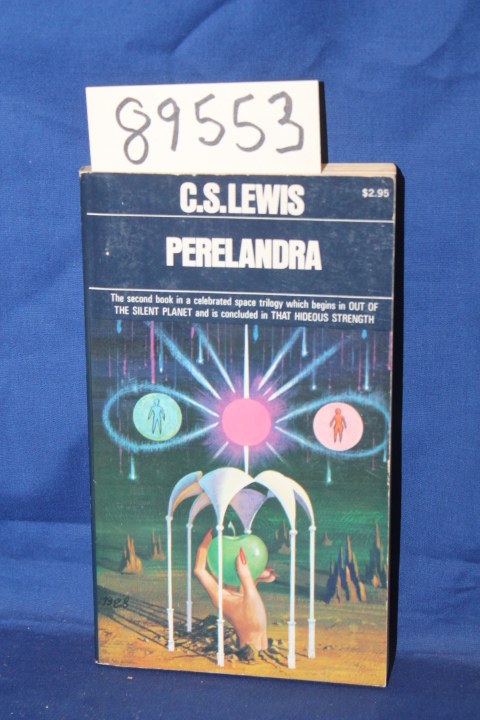 89553
C.S.LEWIS
$2.95
PERELANDRA
The second book in a celebrated space trilogy which begins in OUT OF
THE SILENT PLANET and is concluded in THAT HIDEOUS STRENGTH